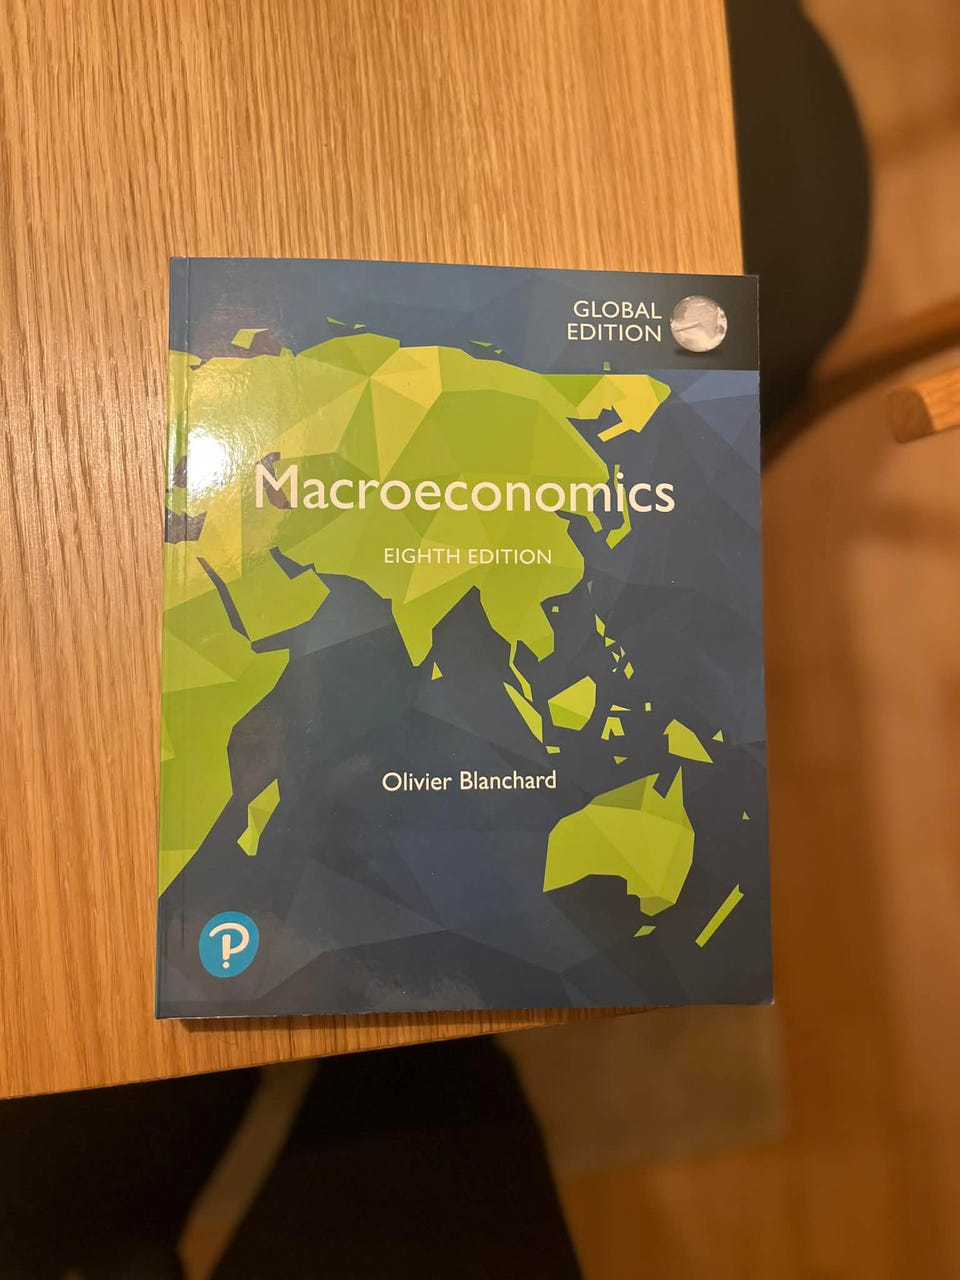 GLOBAL
EDITION
Macroeconomics
EIGHTH EDITION
Olivier Blanchard
P